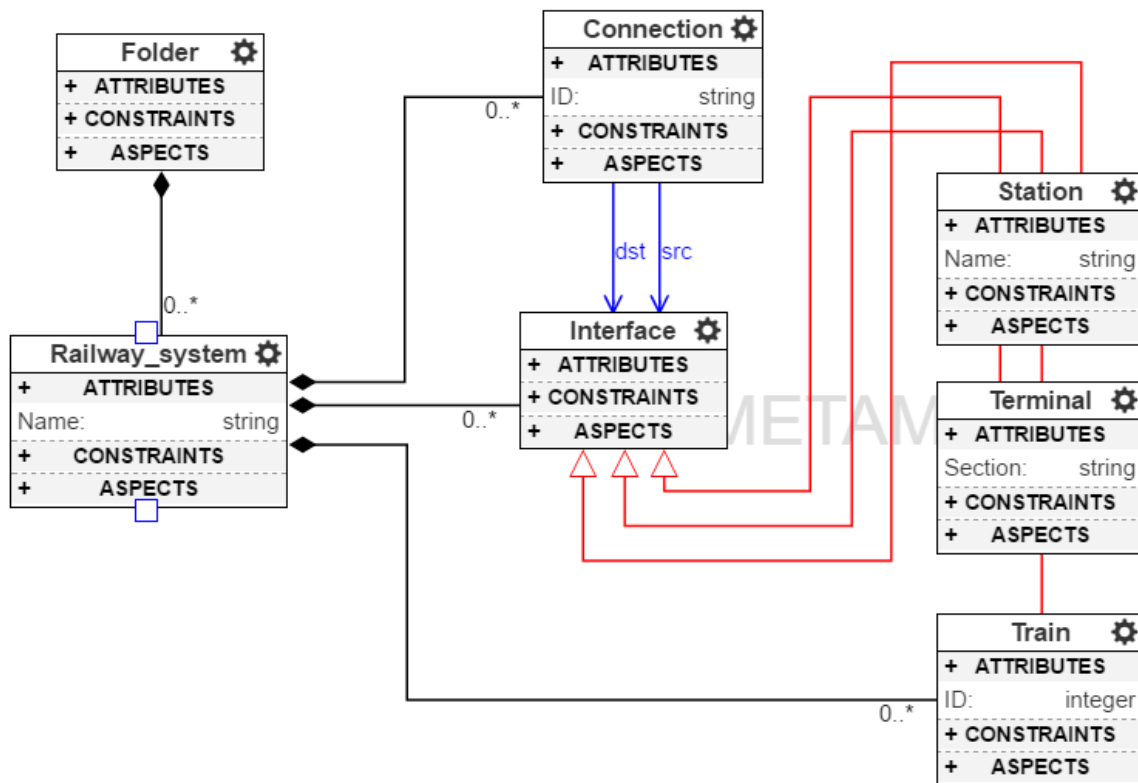 Folder
+ ATTRIBUTES
+ CONSTRAINTS
+ ASPECTS
0..*
Railway_system
+ ATTRIBUTES
Name: string
+ CONSTRAINTS
+ ASPECTS
Connection
+ ATTRIBUTES
ID: string
+ CONSTRAINTS
+ ASPECTS
0..*
dst src
Interface
+ ATTRIBUTES
+ CONSTRAINTS
+ ASPECTS
0..*
METAM
Station
+ ATTRIBUTES
Name: string
+ CONSTRAINTS
+ ASPECTS
Terminal
+ ATTRIBUTES
Section: string
+ CONSTRAINTS
+ ASPECTS
Train
+ ATTRIBUTES
ID: integer
+ CONSTRAINTS
+ ASPECTS
0..*